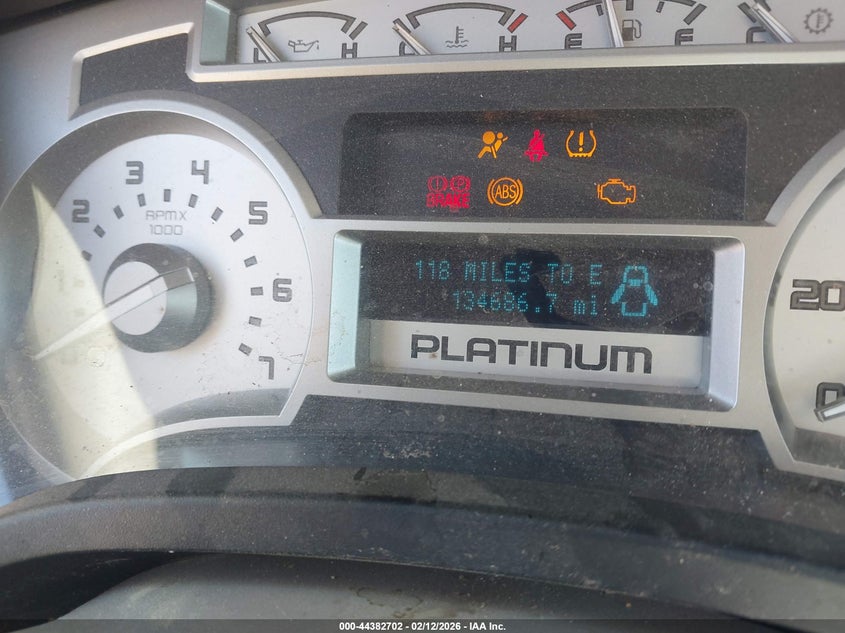 L H C H E F C
2 3 4 5 6 7
RPM X
1000
BRAKE ABS
118 MILES TO E
134686.7 mi
PLATINUM
20
0
000-44382702 - 02/12/2026 - IAA Inc.